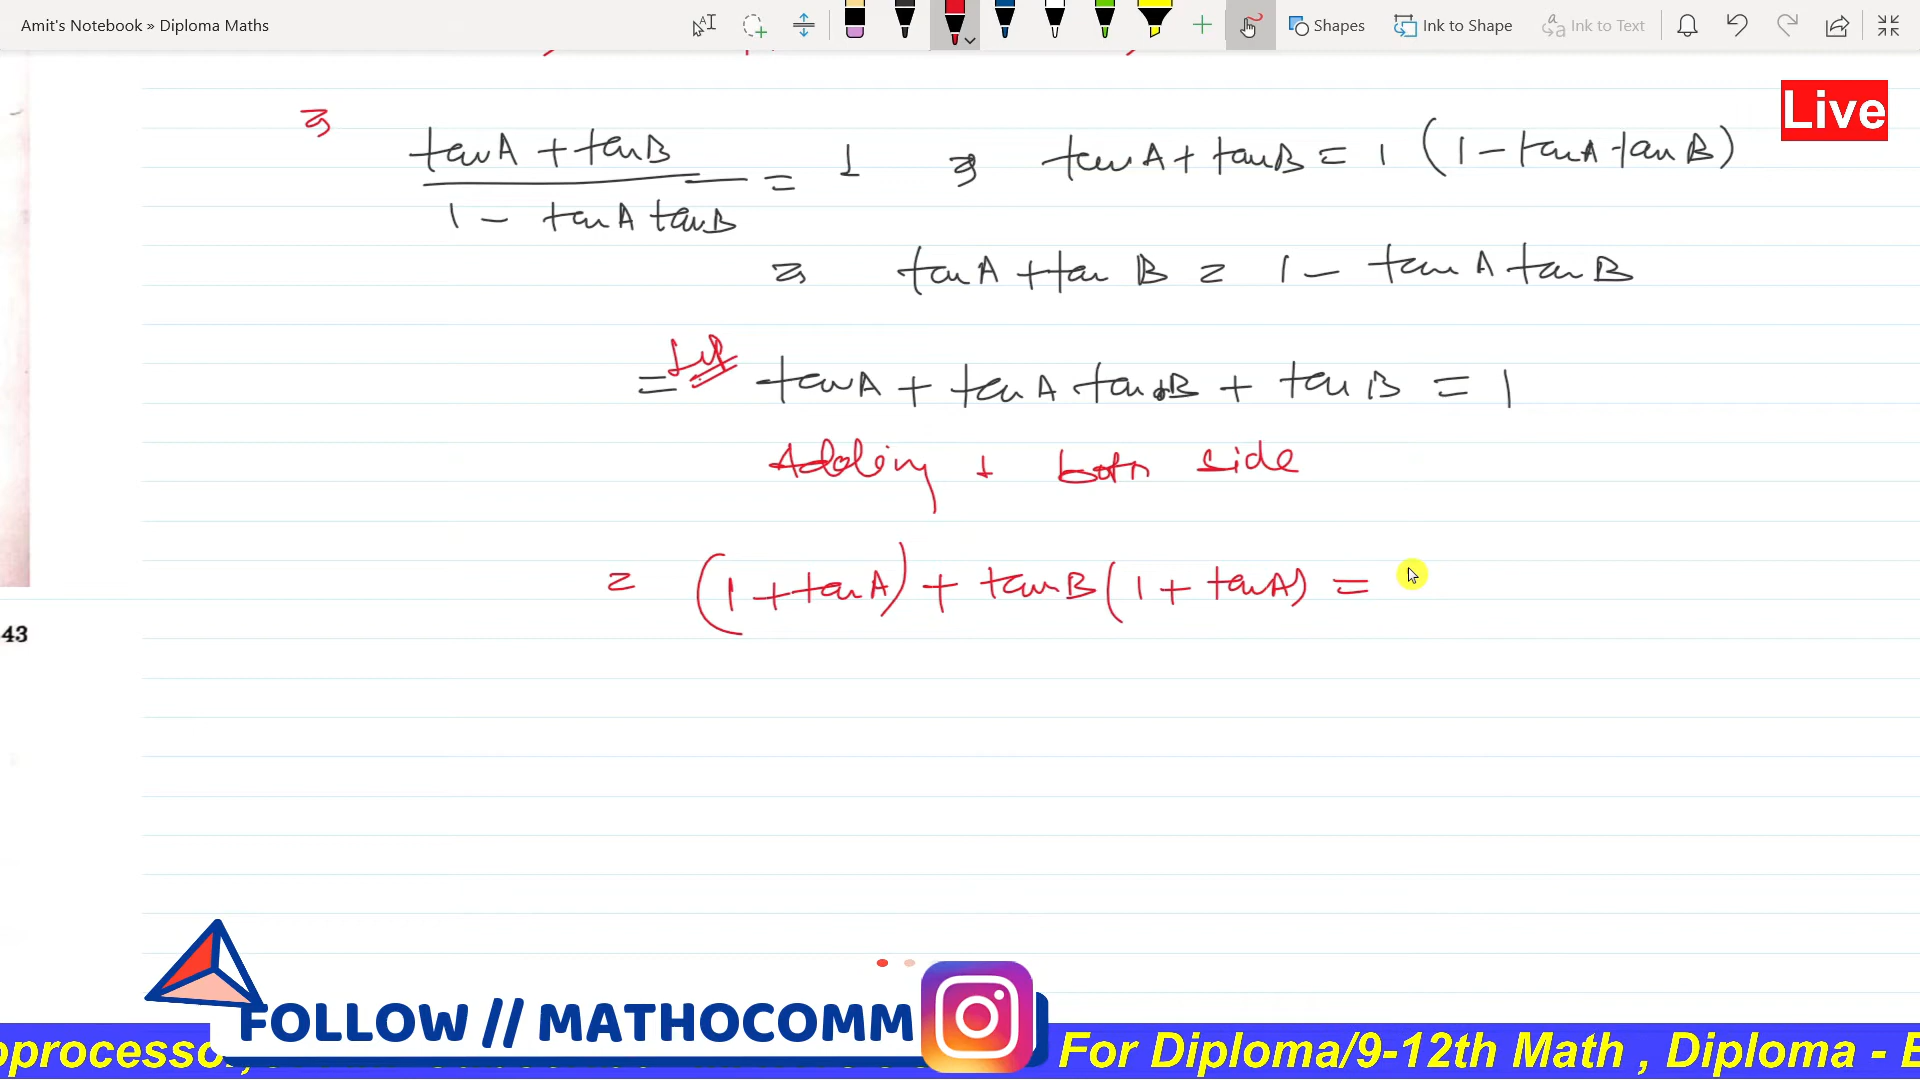 Amit's Notebook » Diploma Maths
Shapes
Ink to Shape
Ink to Text
Live
tanA + tanB / 1 - tanA tanB = 1 ⇒ tanA + tanB = 1 (1 - tanA tanB)
⇒ tanA + tan B = 1 - tanA tanB
= tanA + tanA tanB + tanB = 1
Adding 1 both side
= (1 + tanA) + tanB (1 + tanA) =
43
FOLLOW // MATHOCOMM
For Diploma/9-12th Math , Diploma - E